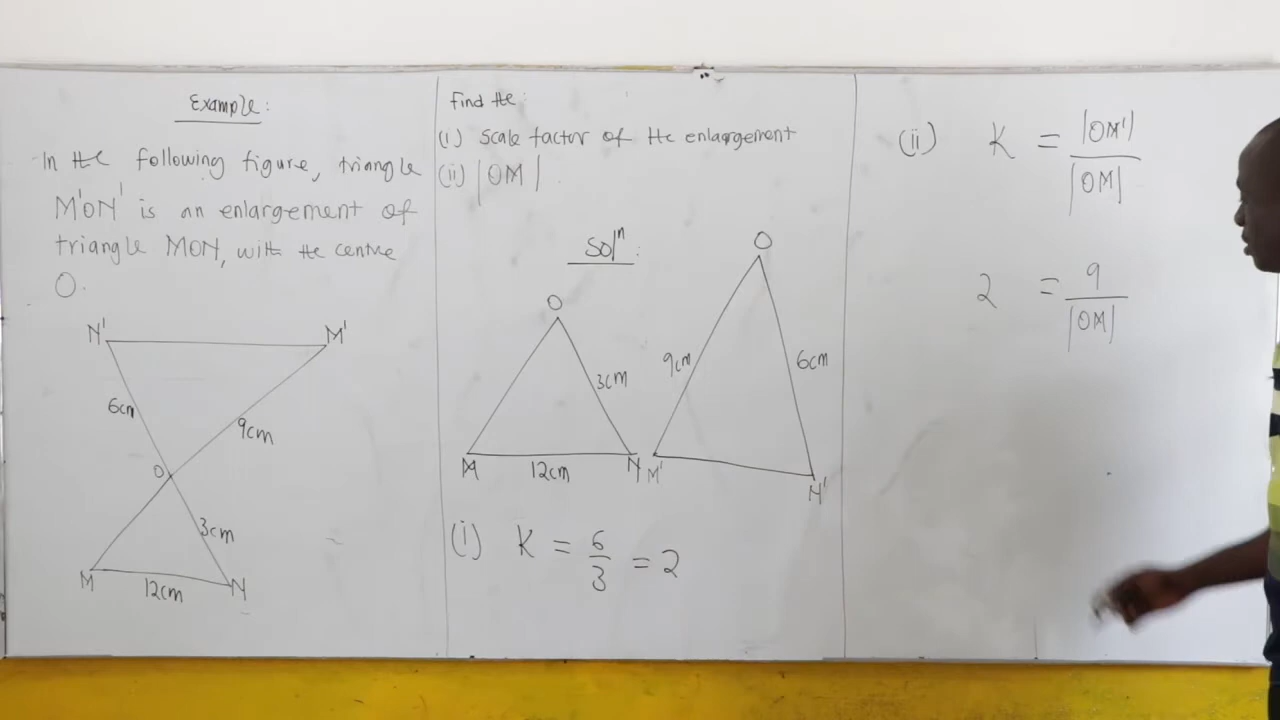 Example:
In the following figure, triangle
M'ON' is an enlargement of
triangle MON, with the centre
O.
N' M'
6cm 9cm
O
3cm
M 12cm N
Find the:
(i) Scale factor of the enlargement
(ii) |OM|.
Solⁿ:
O
3cm
M 12cm N
O
9cm 6cm
M' N'
(i) K = 6/3 = 2
(ii) K = |OM'|/|OM|
2 = 9/|OM|